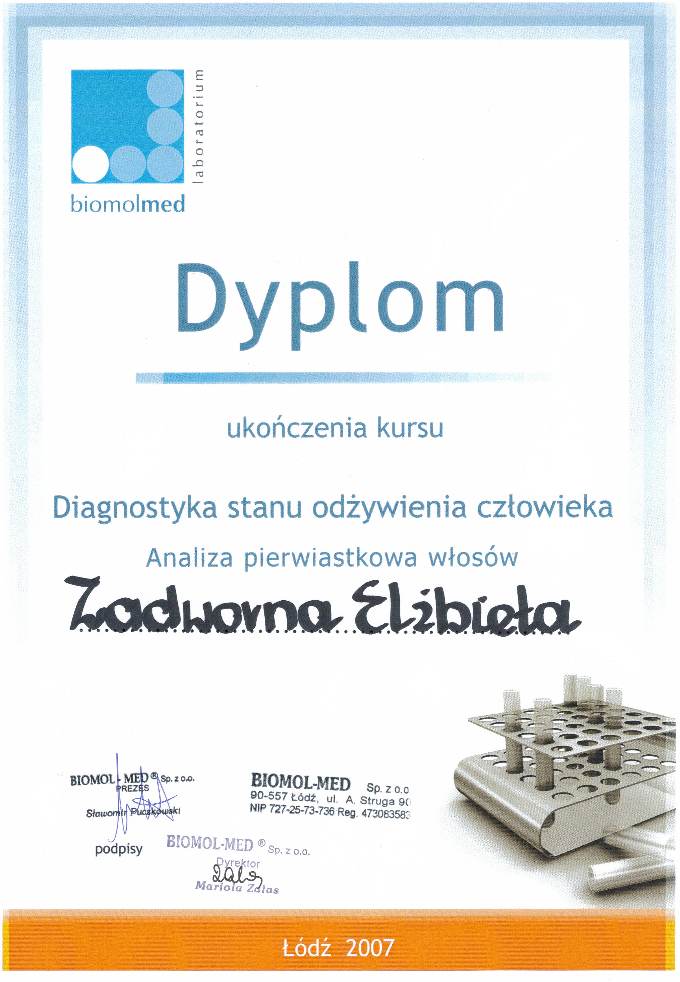 laboratorium
biomolmed
Dyplom
ukończenia kursu
Diagnostyka stanu odżywienia człowieka
Analiza pierwiastkowa włosów
Zadworna Elżbieta
BIOMOL - MED ® Sp. z o.o.
PREZES
Sławomir Puczkowski
podpisy
BIOMOL-MED Sp. z o.o
90-557 Łódź, ul. A. Struga 90
NIP 727-25-73-736 Reg. 473063583
BIOMOL-MED ® Sp. z o.o.
Dyrektor
Mariola Zalas
Łódź 2007